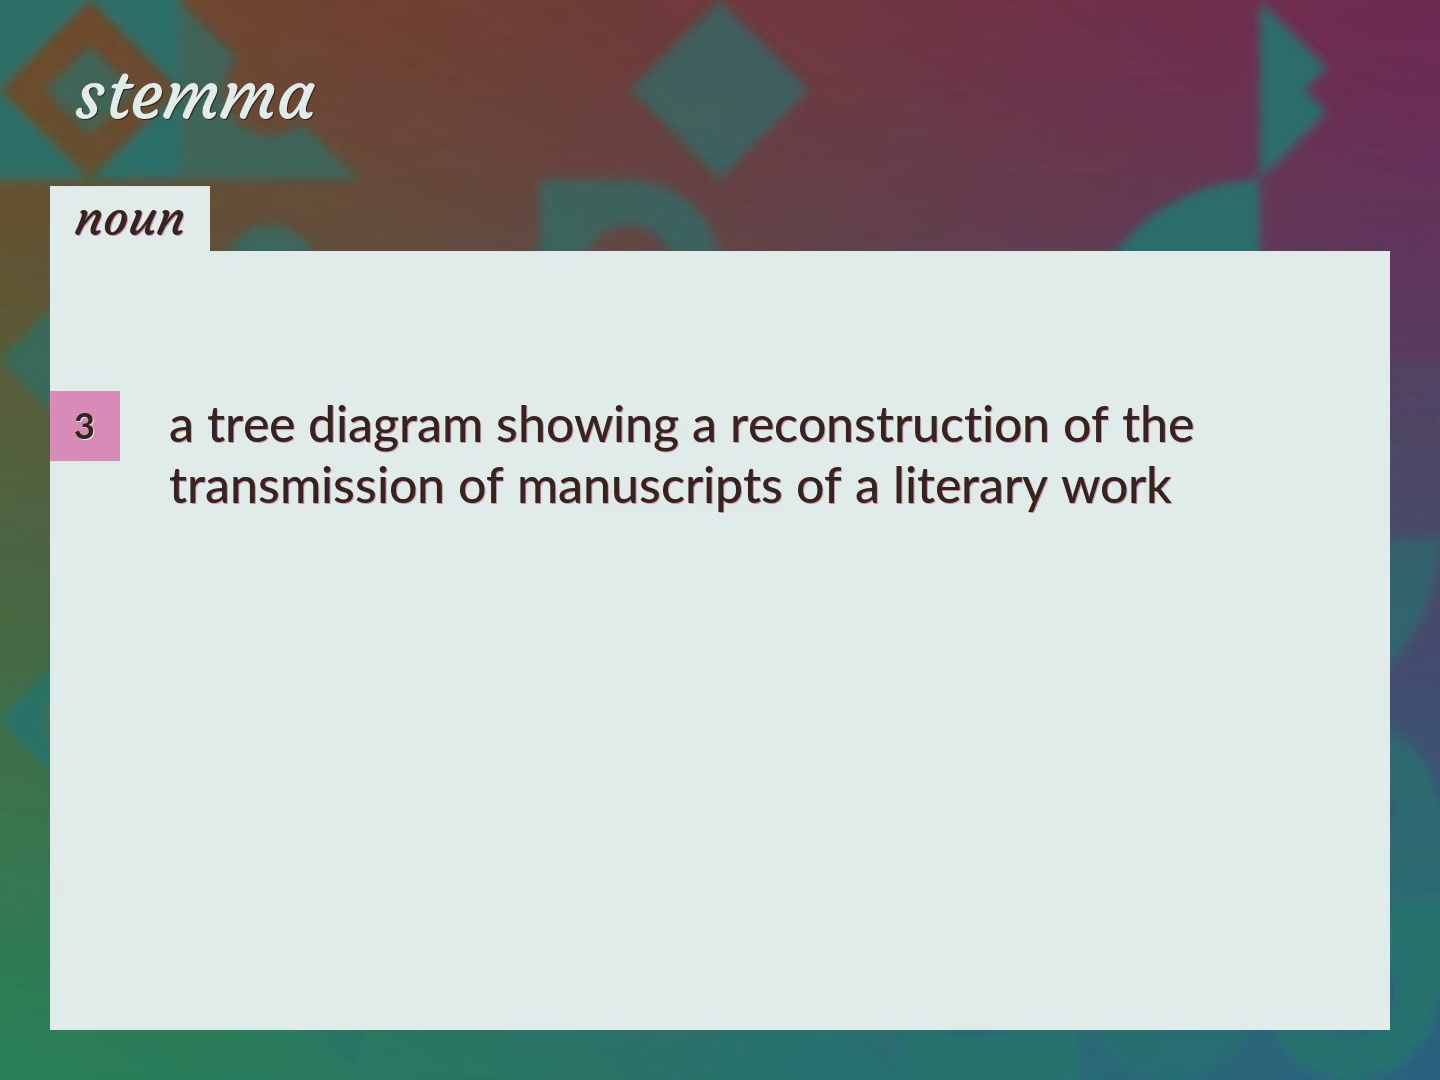 stemma
noun
3 a tree diagram showing a reconstruction of the
transmission of manuscripts of a literary work